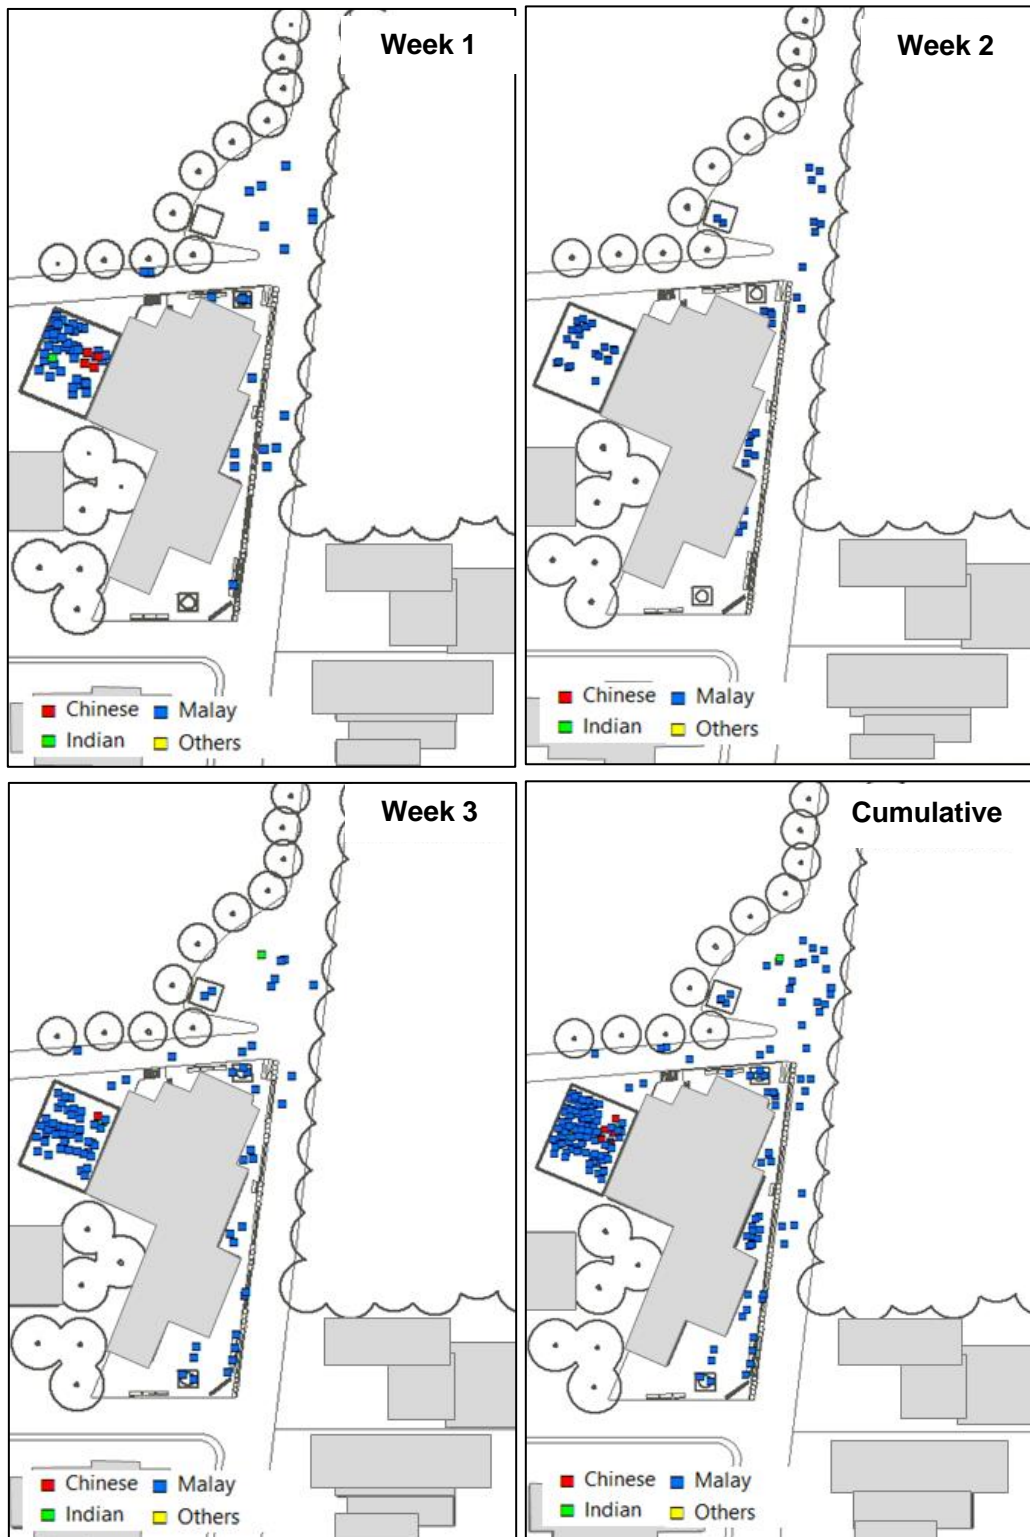 Week 1
Chinese Malay
Indian Others
Week 2
Chinese Malay
Indian Others
Week 3
Chinese Malay
Indian Others
Cumulative
Chinese Malay
Indian Others